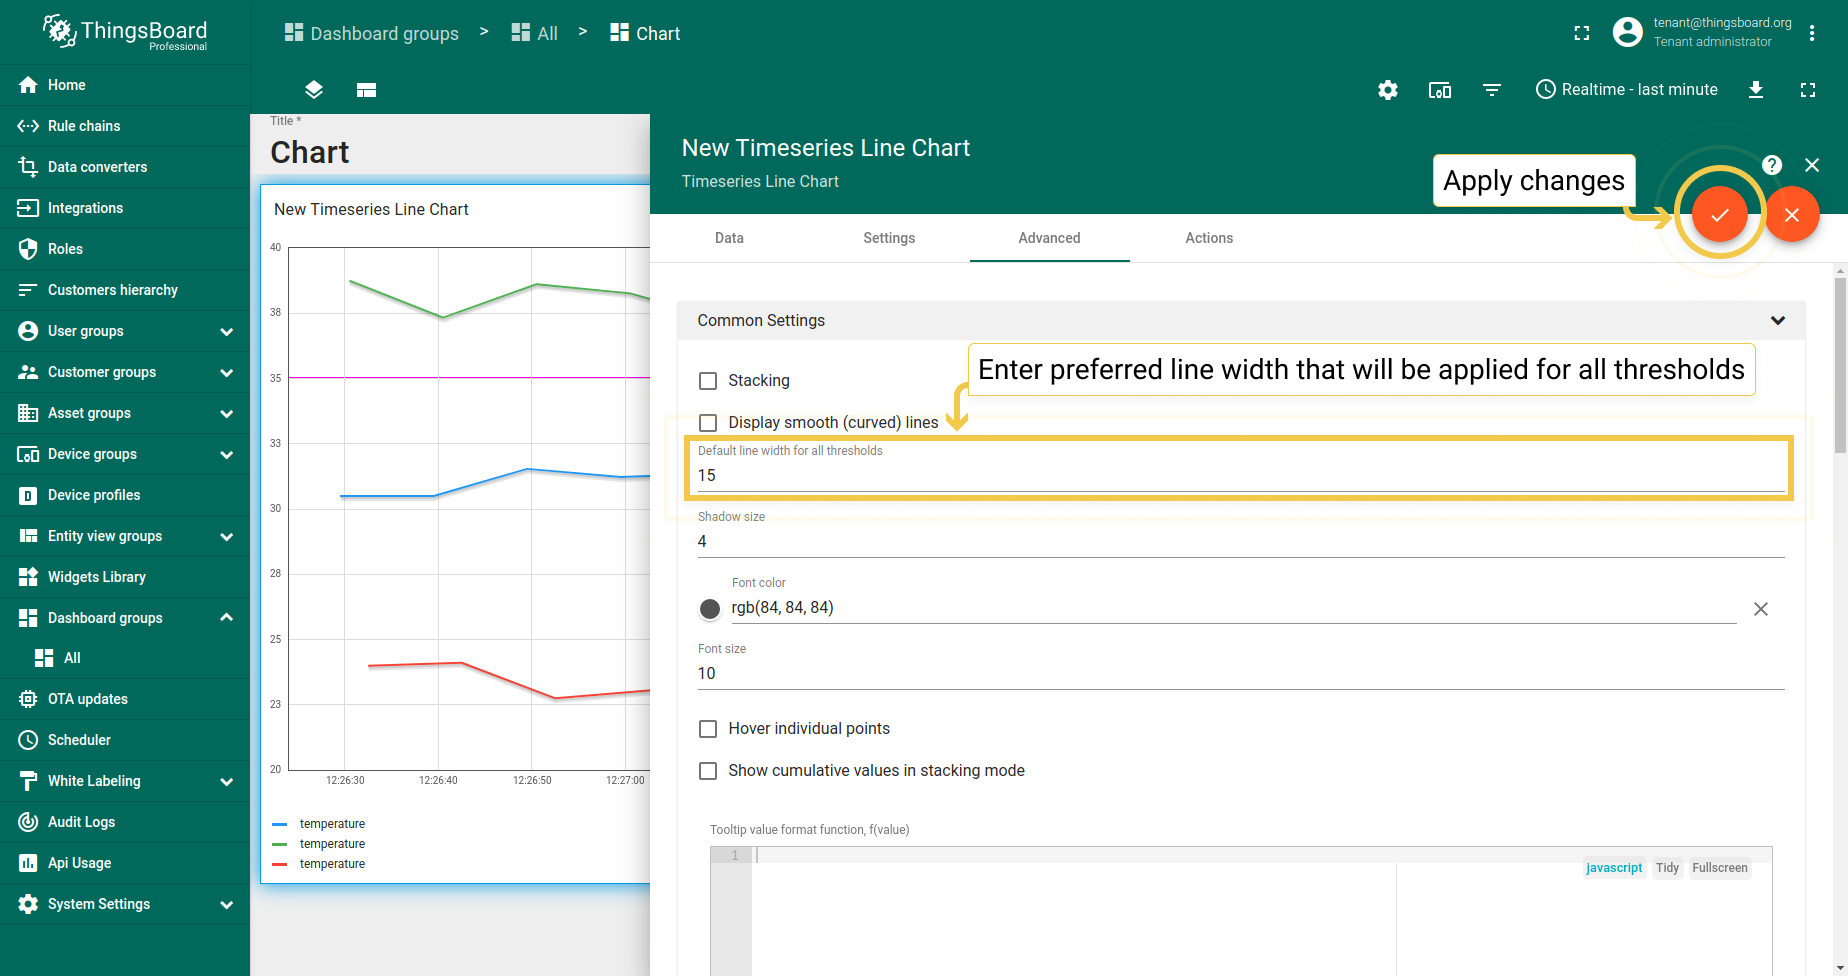 ThingsBoard
Professional
Home
Rule chains
Data converters
Integrations
Roles
Customers hierarchy
User groups
Customer groups
Asset groups
Device groups
Device profiles
Entity view groups
Widgets Library
Dashboard groups
All
OTA updates
Scheduler
White Labeling
Audit Logs
Api Usage
System Settings
Dashboard groups > All > Chart
tenant@thingsboard.org
Tenant administrator
Realtime - last minute
Title *
Chart
New Timeseries Line Chart
40
38
35
33
30
28
25
23
20
12:26:30 12:26:40 12:26:50 12:27:00
temperature
temperature
temperature
New Timeseries Line Chart
Timeseries Line Chart
Apply changes
Data Settings Advanced Actions
Common Settings
Enter preferred line width that will be applied for all thresholds
Stacking
Display smooth (curved) lines
Default line width for all thresholds
15
Shadow size
4
Font color
rgb(84, 84, 84)
Font size
10
Hover individual points
Show cumulative values in stacking mode
Tooltip value format function, f(value)
1
javascript Tidy Fullscreen